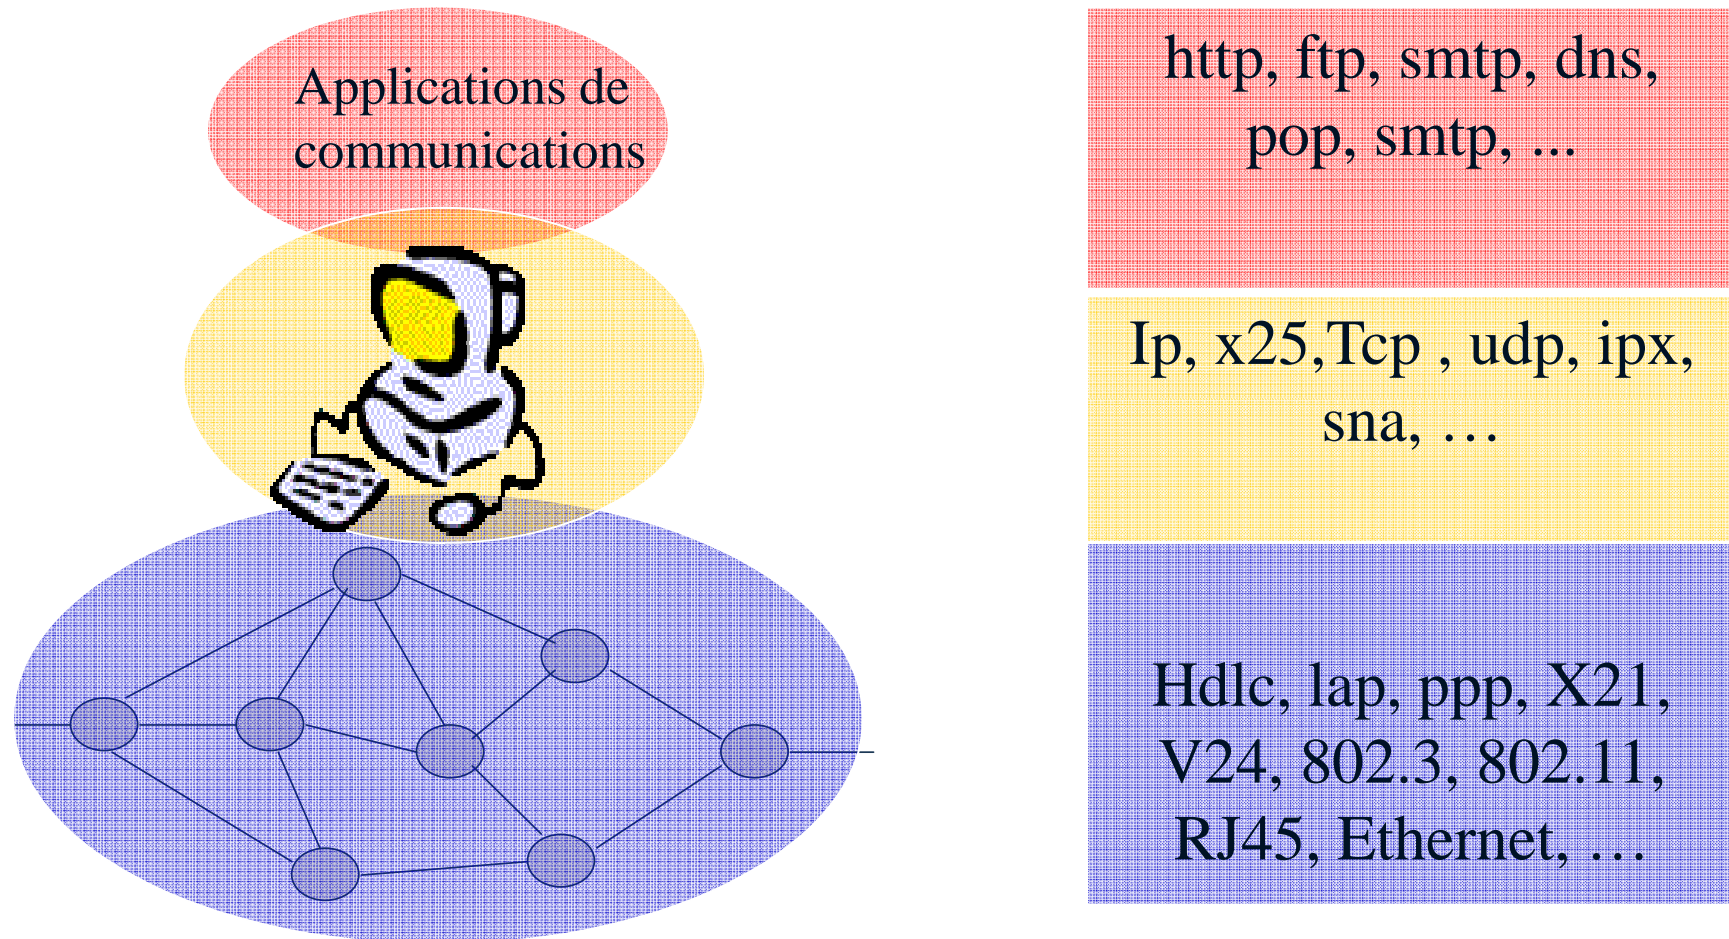 Applications de
communications
http, ftp, smtp, dns,
pop, smtp, ...
Ip, x25,Tcp , udp, ipx,
sna, …
Hdlc, lap, ppp, X21,
V24, 802.3, 802.11,
RJ45, Ethernet, …